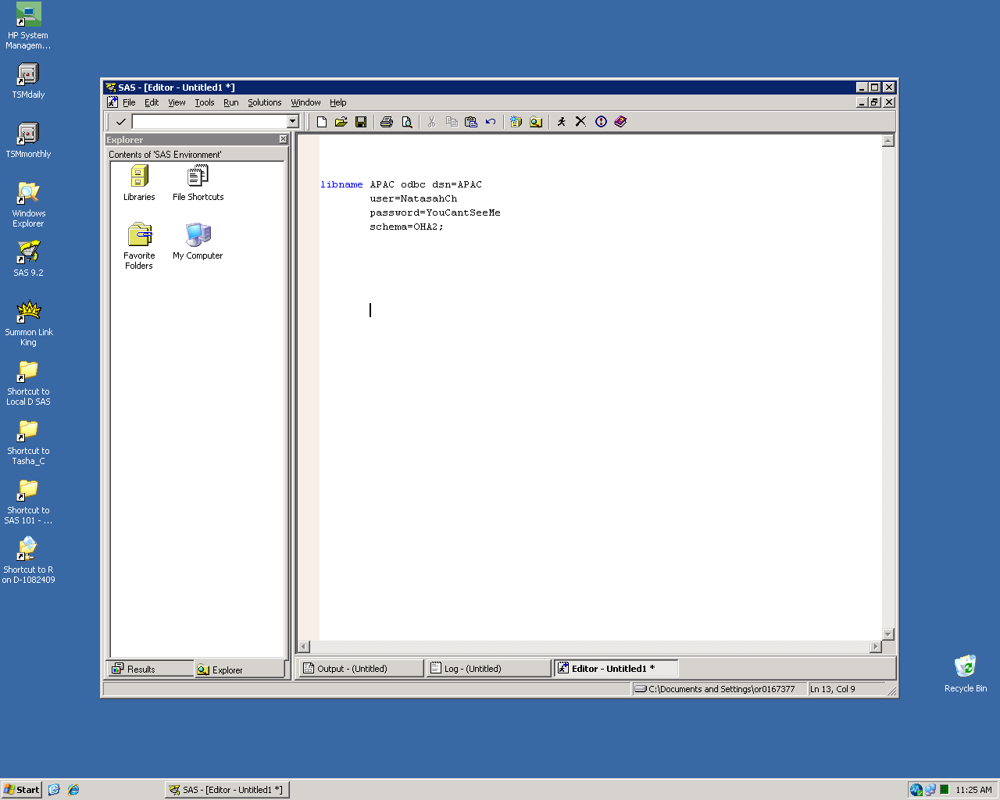 HP System
Managem...
TSMdaily
TSMmonthly
Windows
Explorer
SAS 9.2
Summon Link
King
Shortcut to
Local D SAS
Shortcut to
Tasha_C
Shortcut to
SAS 101 - ...
Shortcut to R
on D-1082409
SAS - [Editor - Untitled1 *]
File Edit View Tools Run Solutions Window Help
Explorer
Contents of 'SAS Environment'
Libraries
File Shortcuts
Favorite
Folders
My Computer
libname APAC odbc dsn=APAC
user=NatasahCh
password=YouCantSeeMe
schema=OHA2;
Results
Explorer
Output - (Untitled)
Log - (Untitled)
Editor - Untitled1 *
C:\Documents and Settings\or0167377
Ln 13, Col 9
Recycle Bin
Start
SAS - [Editor - Untitled1 *]
11:25 AM